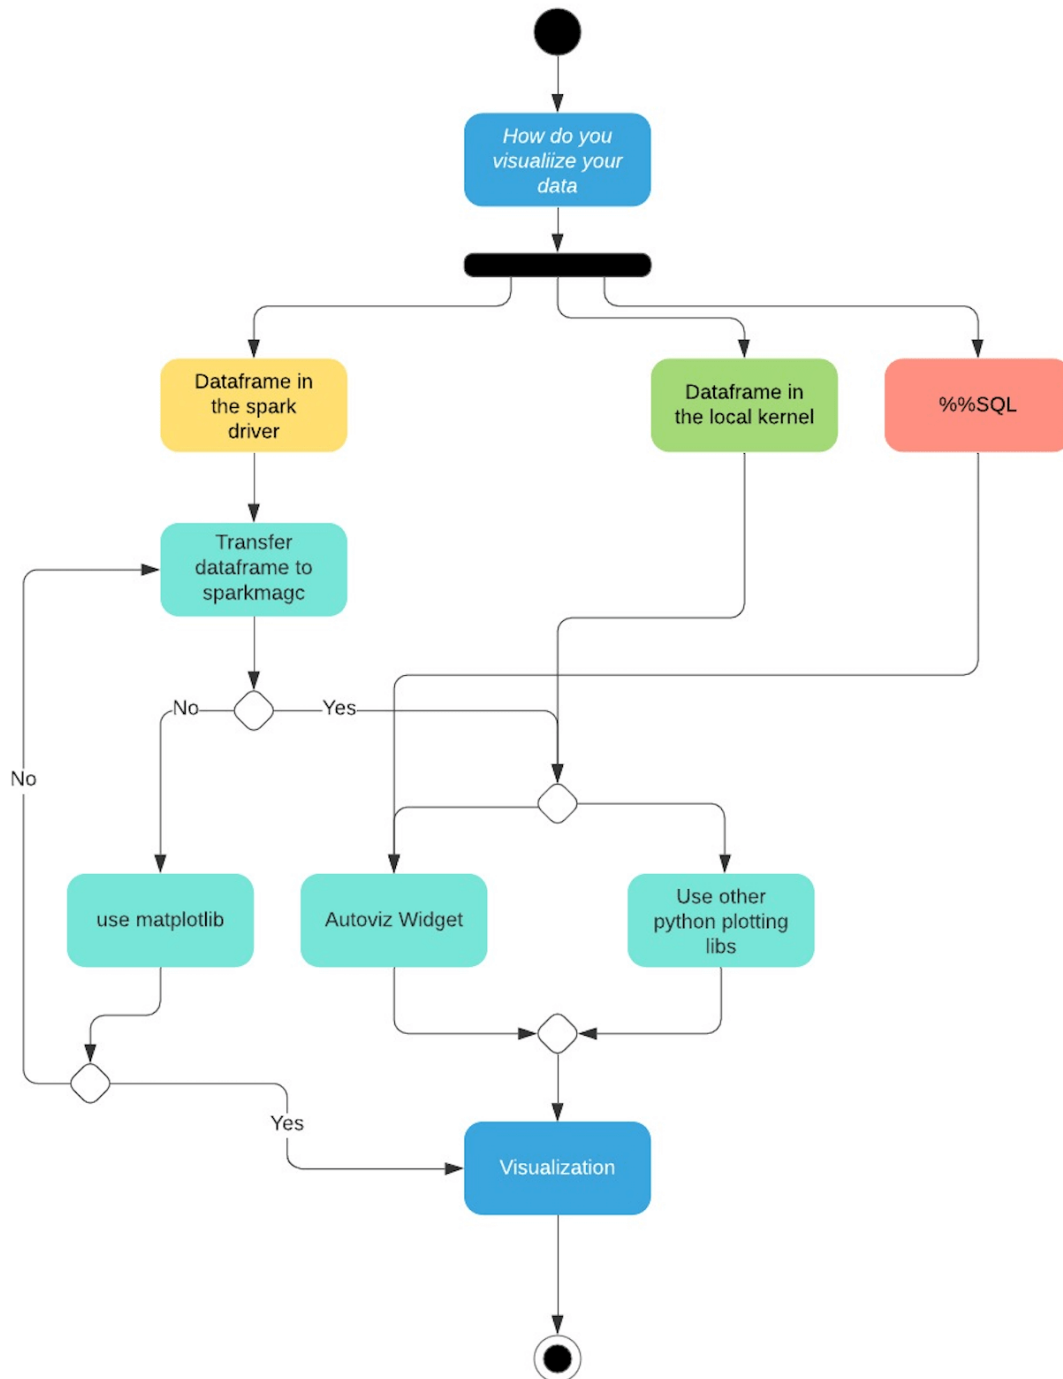 How do you
visualiize your
data
Dataframe in
the spark
driver
Dataframe in
the local kernel
%%SQL
Transfer
dataframe to
sparkmagc
No
Yes
No
use matplotlib
Autoviz Widget
Use other
python plotting
libs
Yes
Visualization